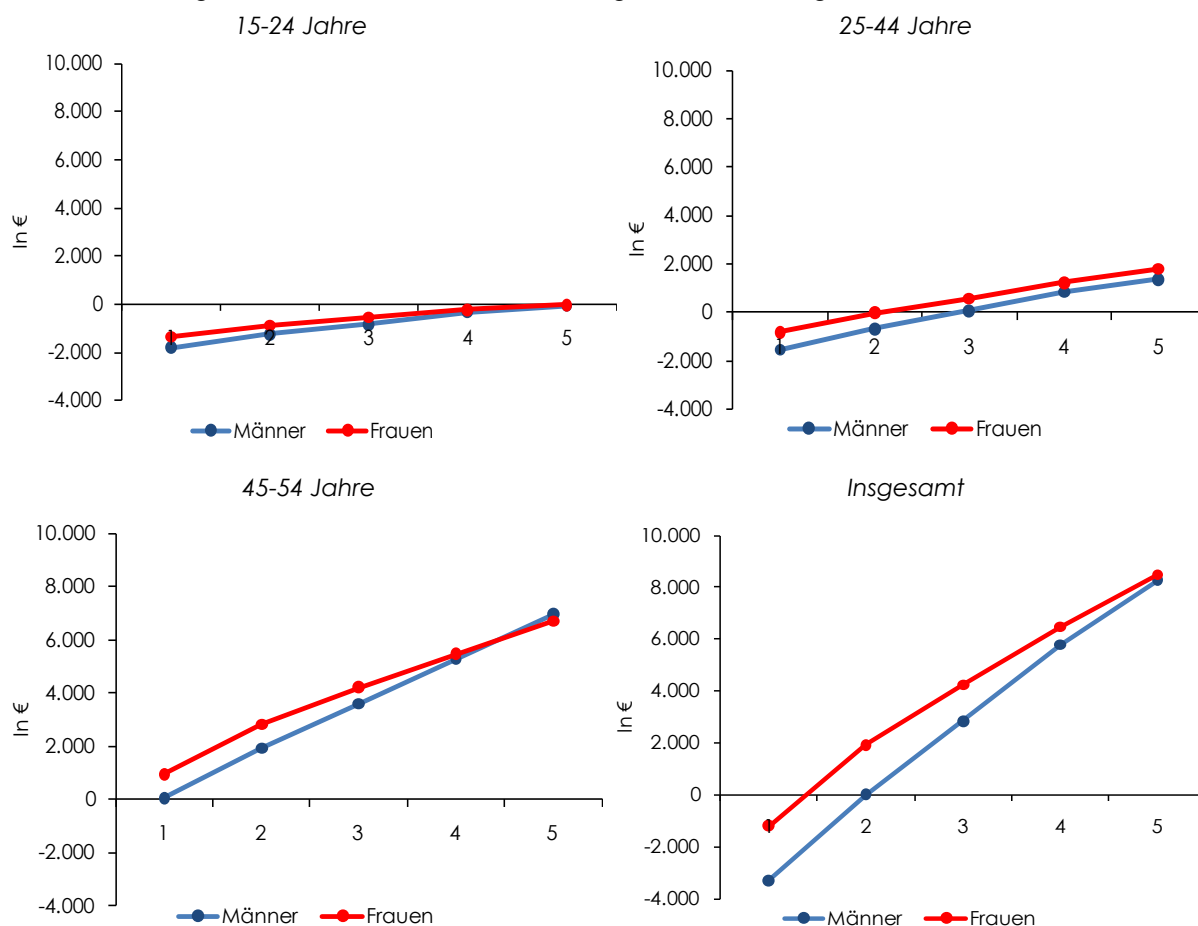 15-24 Jahre
10.000
8.000
6.000
4.000
2.000
0
-2.000
-4.000
In €
1 2 3 4 5
Männer Frauen
25-44 Jahre
10.000
8.000
6.000
4.000
2.000
0
-2.000
-4.000
In €
1 2 3 4 5
Männer Frauen
45-54 Jahre
10.000
8.000
6.000
4.000
2.000
0
-2.000
-4.000
In €
1 2 3 4 5
Männer Frauen
Insgesamt
10.000
8.000
6.000
4.000
2.000
0
-2.000
-4.000
In €
1 2 3 4 5
Männer Frauen